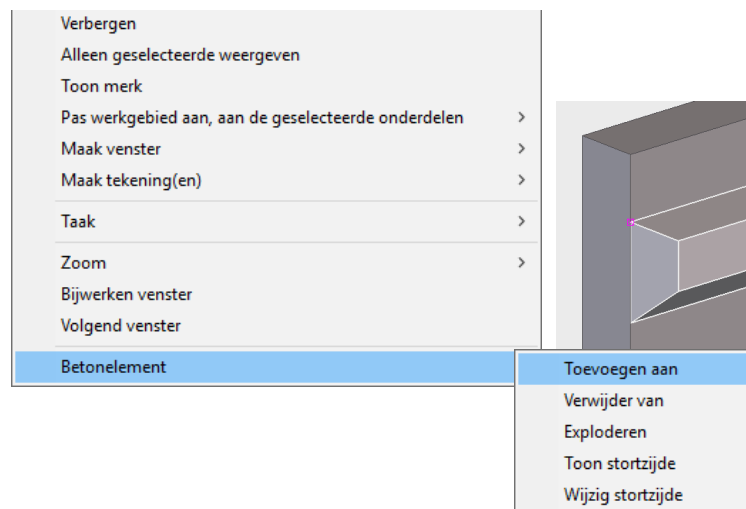 Verbergen
Alleen geselecteerde weergeven
Toon merk
Pas werkgebied aan, aan de geselecteerde onderdelen
Maak venster
Maak tekening(en)
Taak
Zoom
Bijwerken venster
Volgend venster
Betonelement
Toevoegen aan
Verwijder van
Exploderen
Toon stortzijde
Wijzig stortzijde